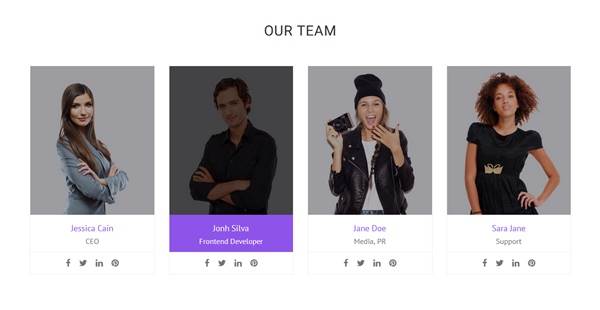 OUR TEAM
Jessica Cain
CEO
Jonh Silva
Frontend Developer
Jane Doe
Media, PR
Sara Jane
Support